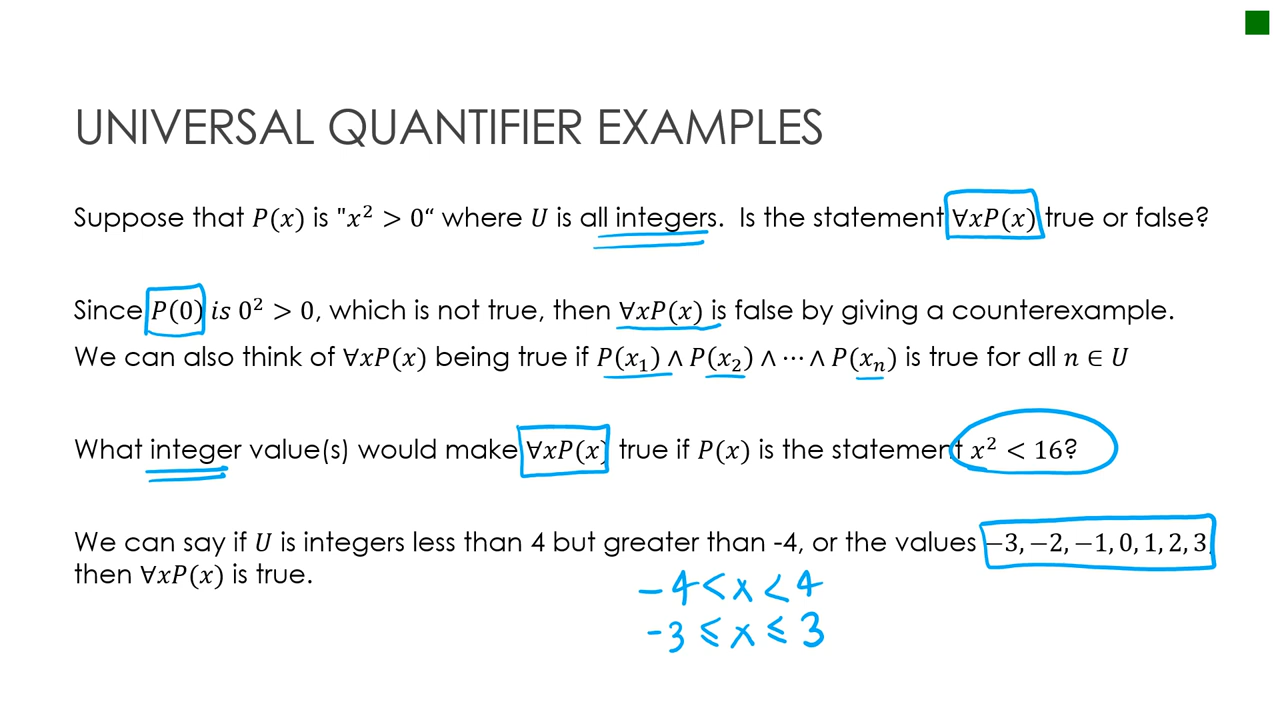 UNIVERSAL QUANTIFIER EXAMPLES
Suppose that P(x) is "x² > 0“ where U is all integers. Is the statement ∀xP(x) true or false?
Since P(0) is 0² > 0, which is not true, then ∀xP(x) is false by giving a counterexample.
We can also think of ∀xP(x) being true if P(x₁) ∧ P(x₂) ∧ ⋯ ∧ P(xₙ) is true for all n ∈ U
What integer value(s) would make ∀xP(x) true if P(x) is the statement x² < 16?
We can say if U is integers less than 4 but greater than -4, or the values −3, −2, −1, 0, 1, 2, 3,
then ∀xP(x) is true.
-4 < x < 4
-3 ≤ x ≤ 3